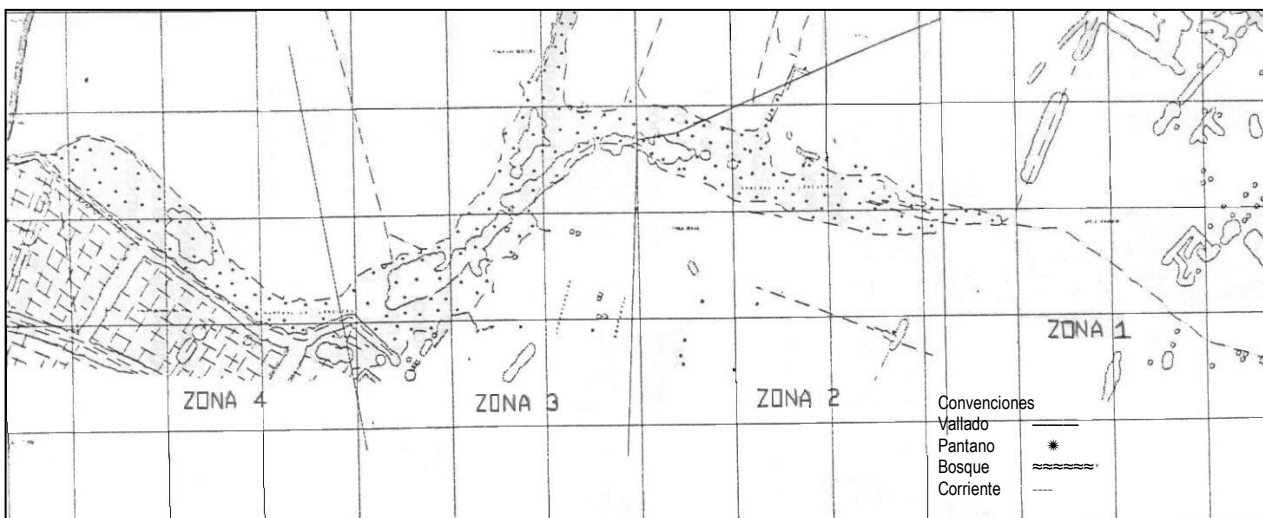 ZONA 1
ZONA 4
ZONA 3
ZONA 2
Convenciones
Vallado
Pantano
Bosque
Corriente